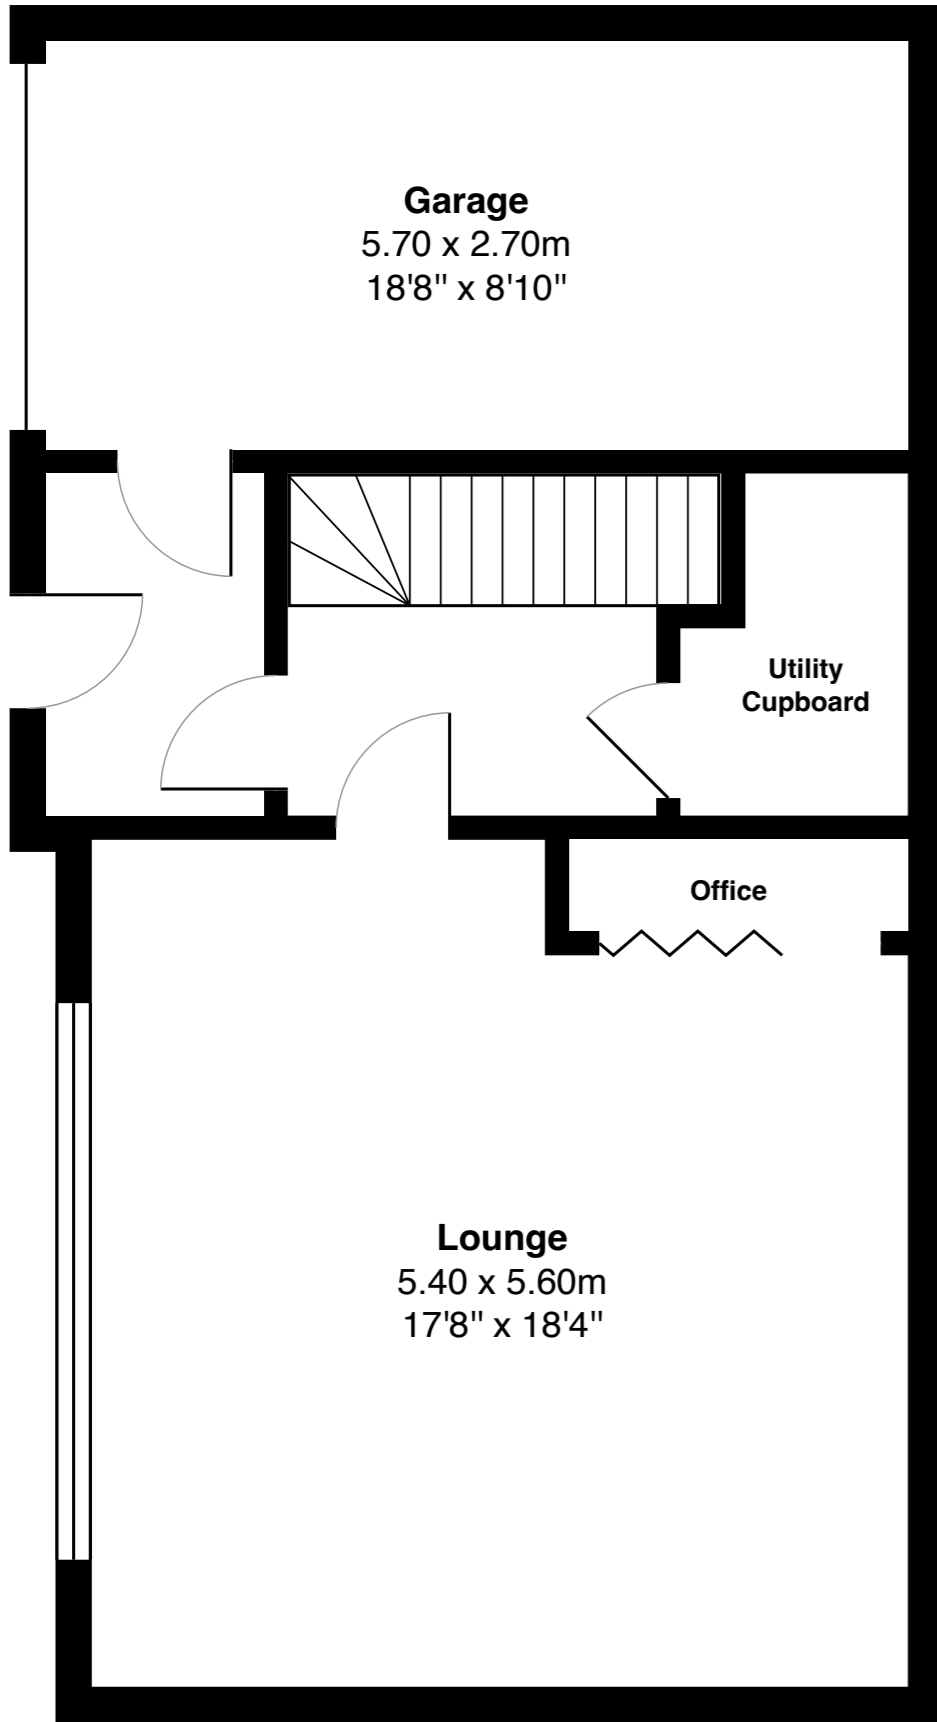 Garage
5.70 x 2.70m
18'8" x 8'10"
Utility
Cupboard
Office
Lounge
5.40 x 5.60m
17'8" x 18'4"